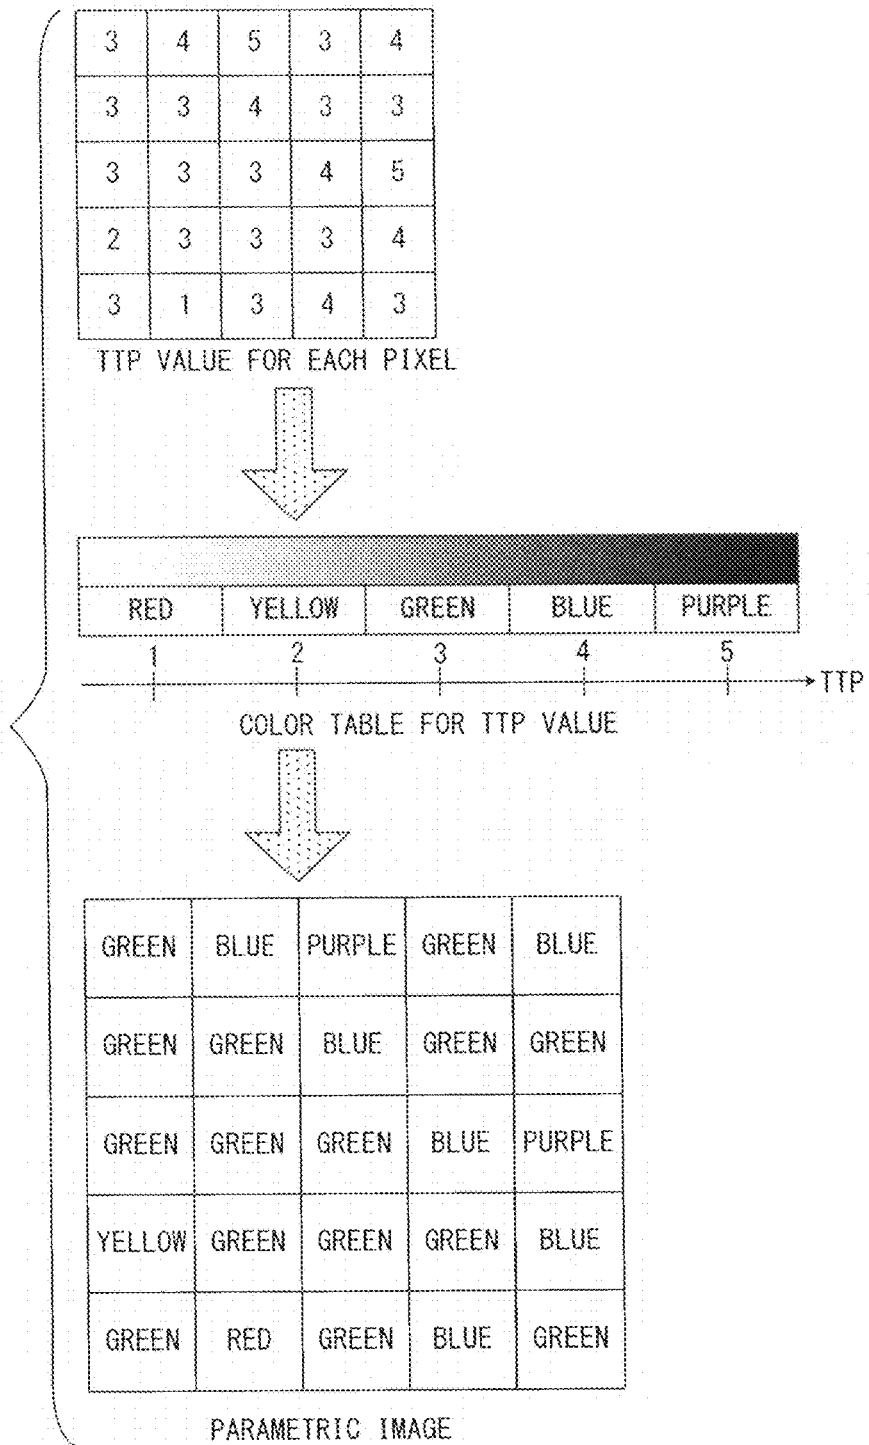 3 4 5 3 4
3 3 4 3 3
3 3 3 4 5
2 3 3 3 4
3 1 3 4 3
TTP VALUE FOR EACH PIXEL
RED YELLOW GREEN BLUE PURPLE
1 2 3 4 5
TTP
COLOR TABLE FOR TTP VALUE
GREEN BLUE PURPLE GREEN BLUE
GREEN GREEN BLUE GREEN GREEN
GREEN GREEN GREEN BLUE PURPLE
YELLOW GREEN GREEN GREEN BLUE
GREEN RED GREEN BLUE GREEN
PARAMETRIC IMAGE